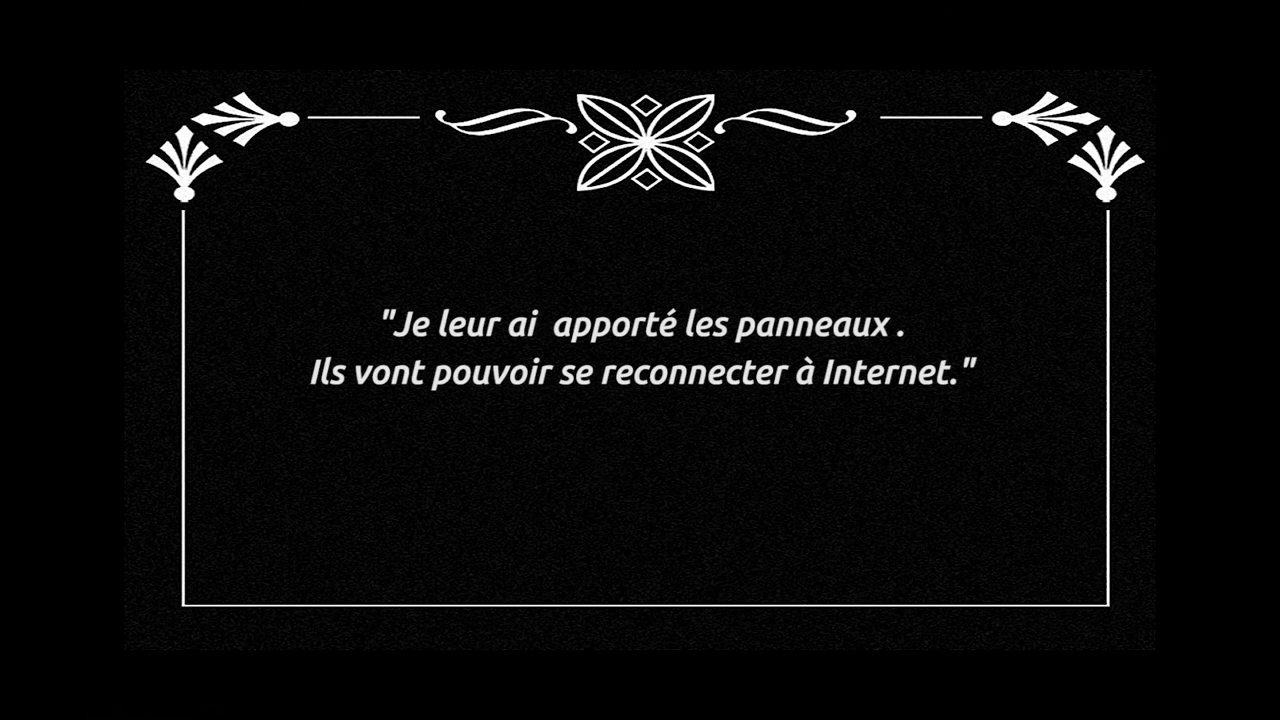 "Je leur ai  apporté les panneaux .
Ils vont pouvoir se reconnecter à Internet."